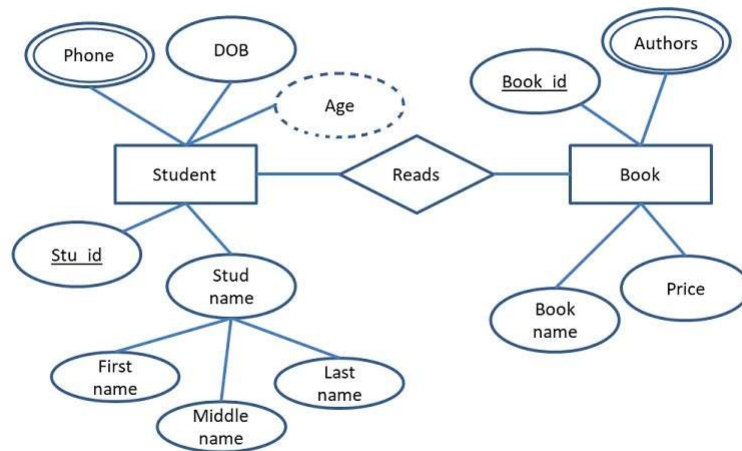 Phone
DOB
Authors
Book_id
Age
Student
Reads
Book
Stu_id
Stud
name
Book
name
Price
First
name
Middle
name
Last
name